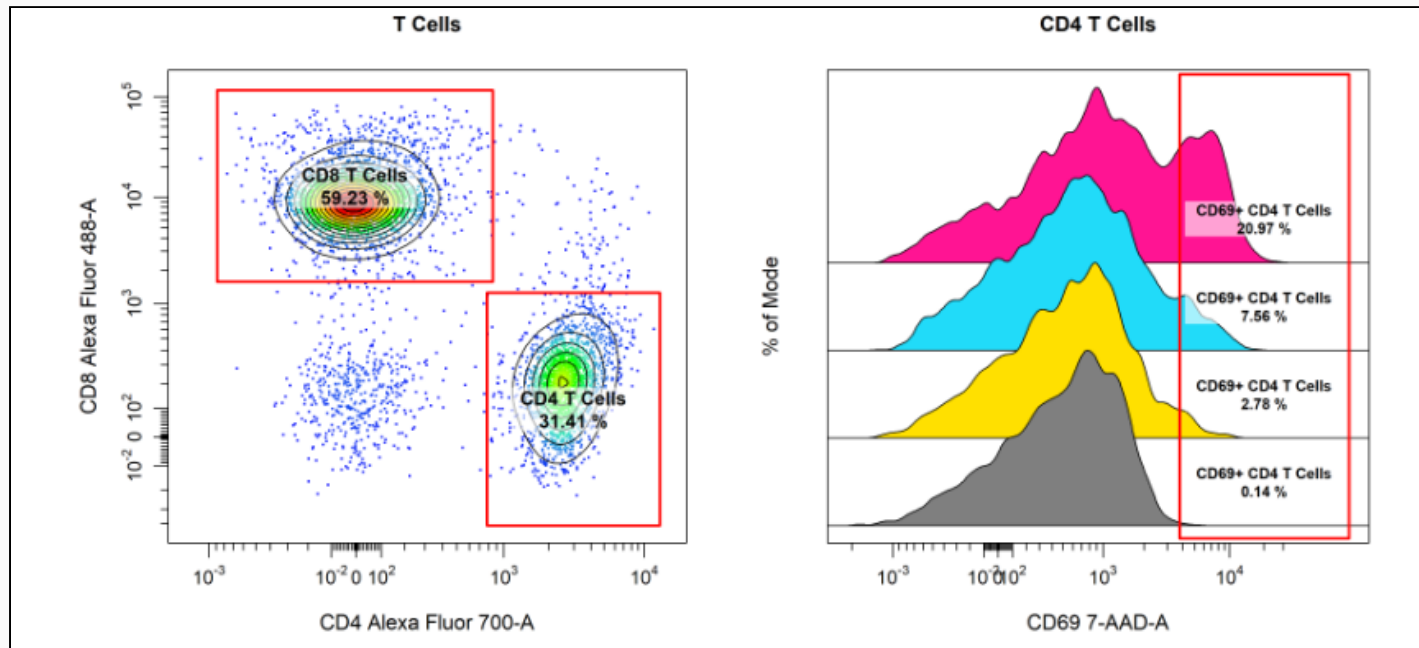 T Cells
CD8 Alexa Fluor 488-A
10^5
10^4
10^3
10^2
0
10^-2
CD8 T Cells
59.23 %
CD4 T Cells
31.41 %
10^-3
10^-2
0
10^2
10^3
10^4
CD4 Alexa Fluor 700-A
CD4 T Cells
% of Mode
CD69+ CD4 T Cells
20.97 %
CD69+ CD4 T Cells
7.56 %
CD69+ CD4 T Cells
2.78 %
CD69+ CD4 T Cells
0.14 %
10^-3
10^-2
0
10^2
10^3
10^4
CD69 7-AAD-A